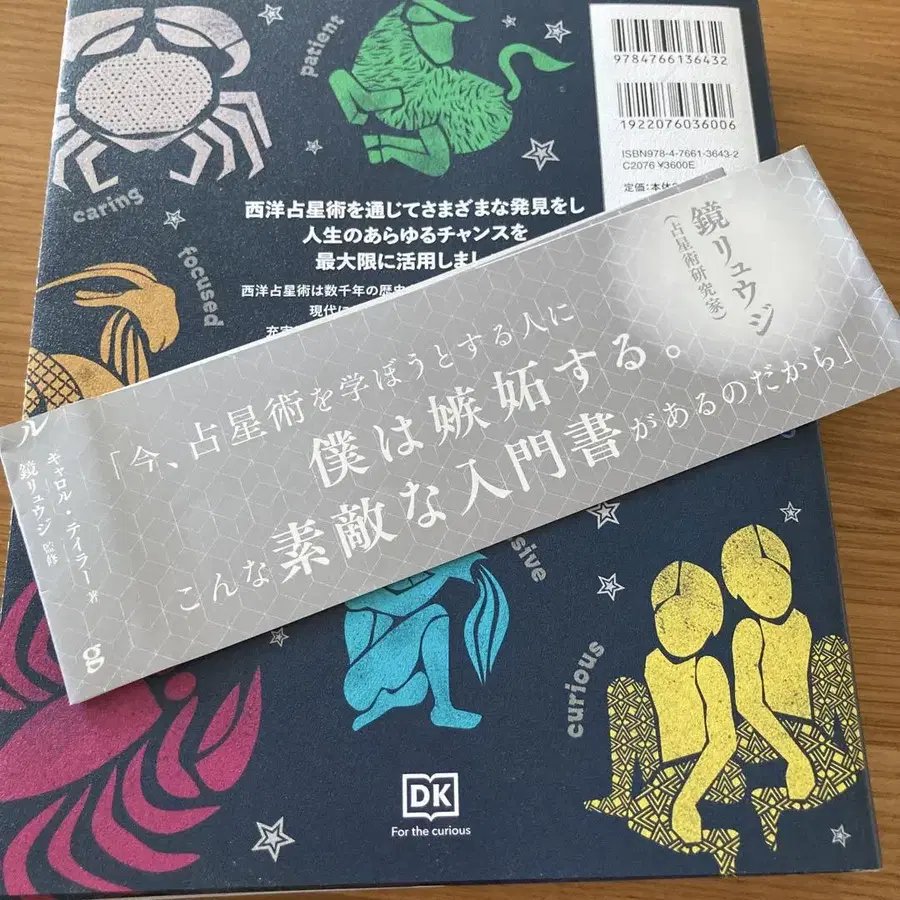 patient
9784766136432
1922076036006
ISBN978-4-7661-3643-2
C2076 ¥3600E
定価:本体
caring
focused
西洋占星術を通じてさまざまな発見をし
人生のあらゆるチャンスを
最大限に活用しまし
西洋占星術は数千年の歴史
現代に
充実
鏡リュウジ
(占星術研究家)
「今、占星術を学ぼうとする人に
僕は嫉妬する。
こんな素敵な入門書があるのだから」
ル
キャロル・テイラー 著
鏡リュウジ 監修
g
sive
curious
DK
For the curious